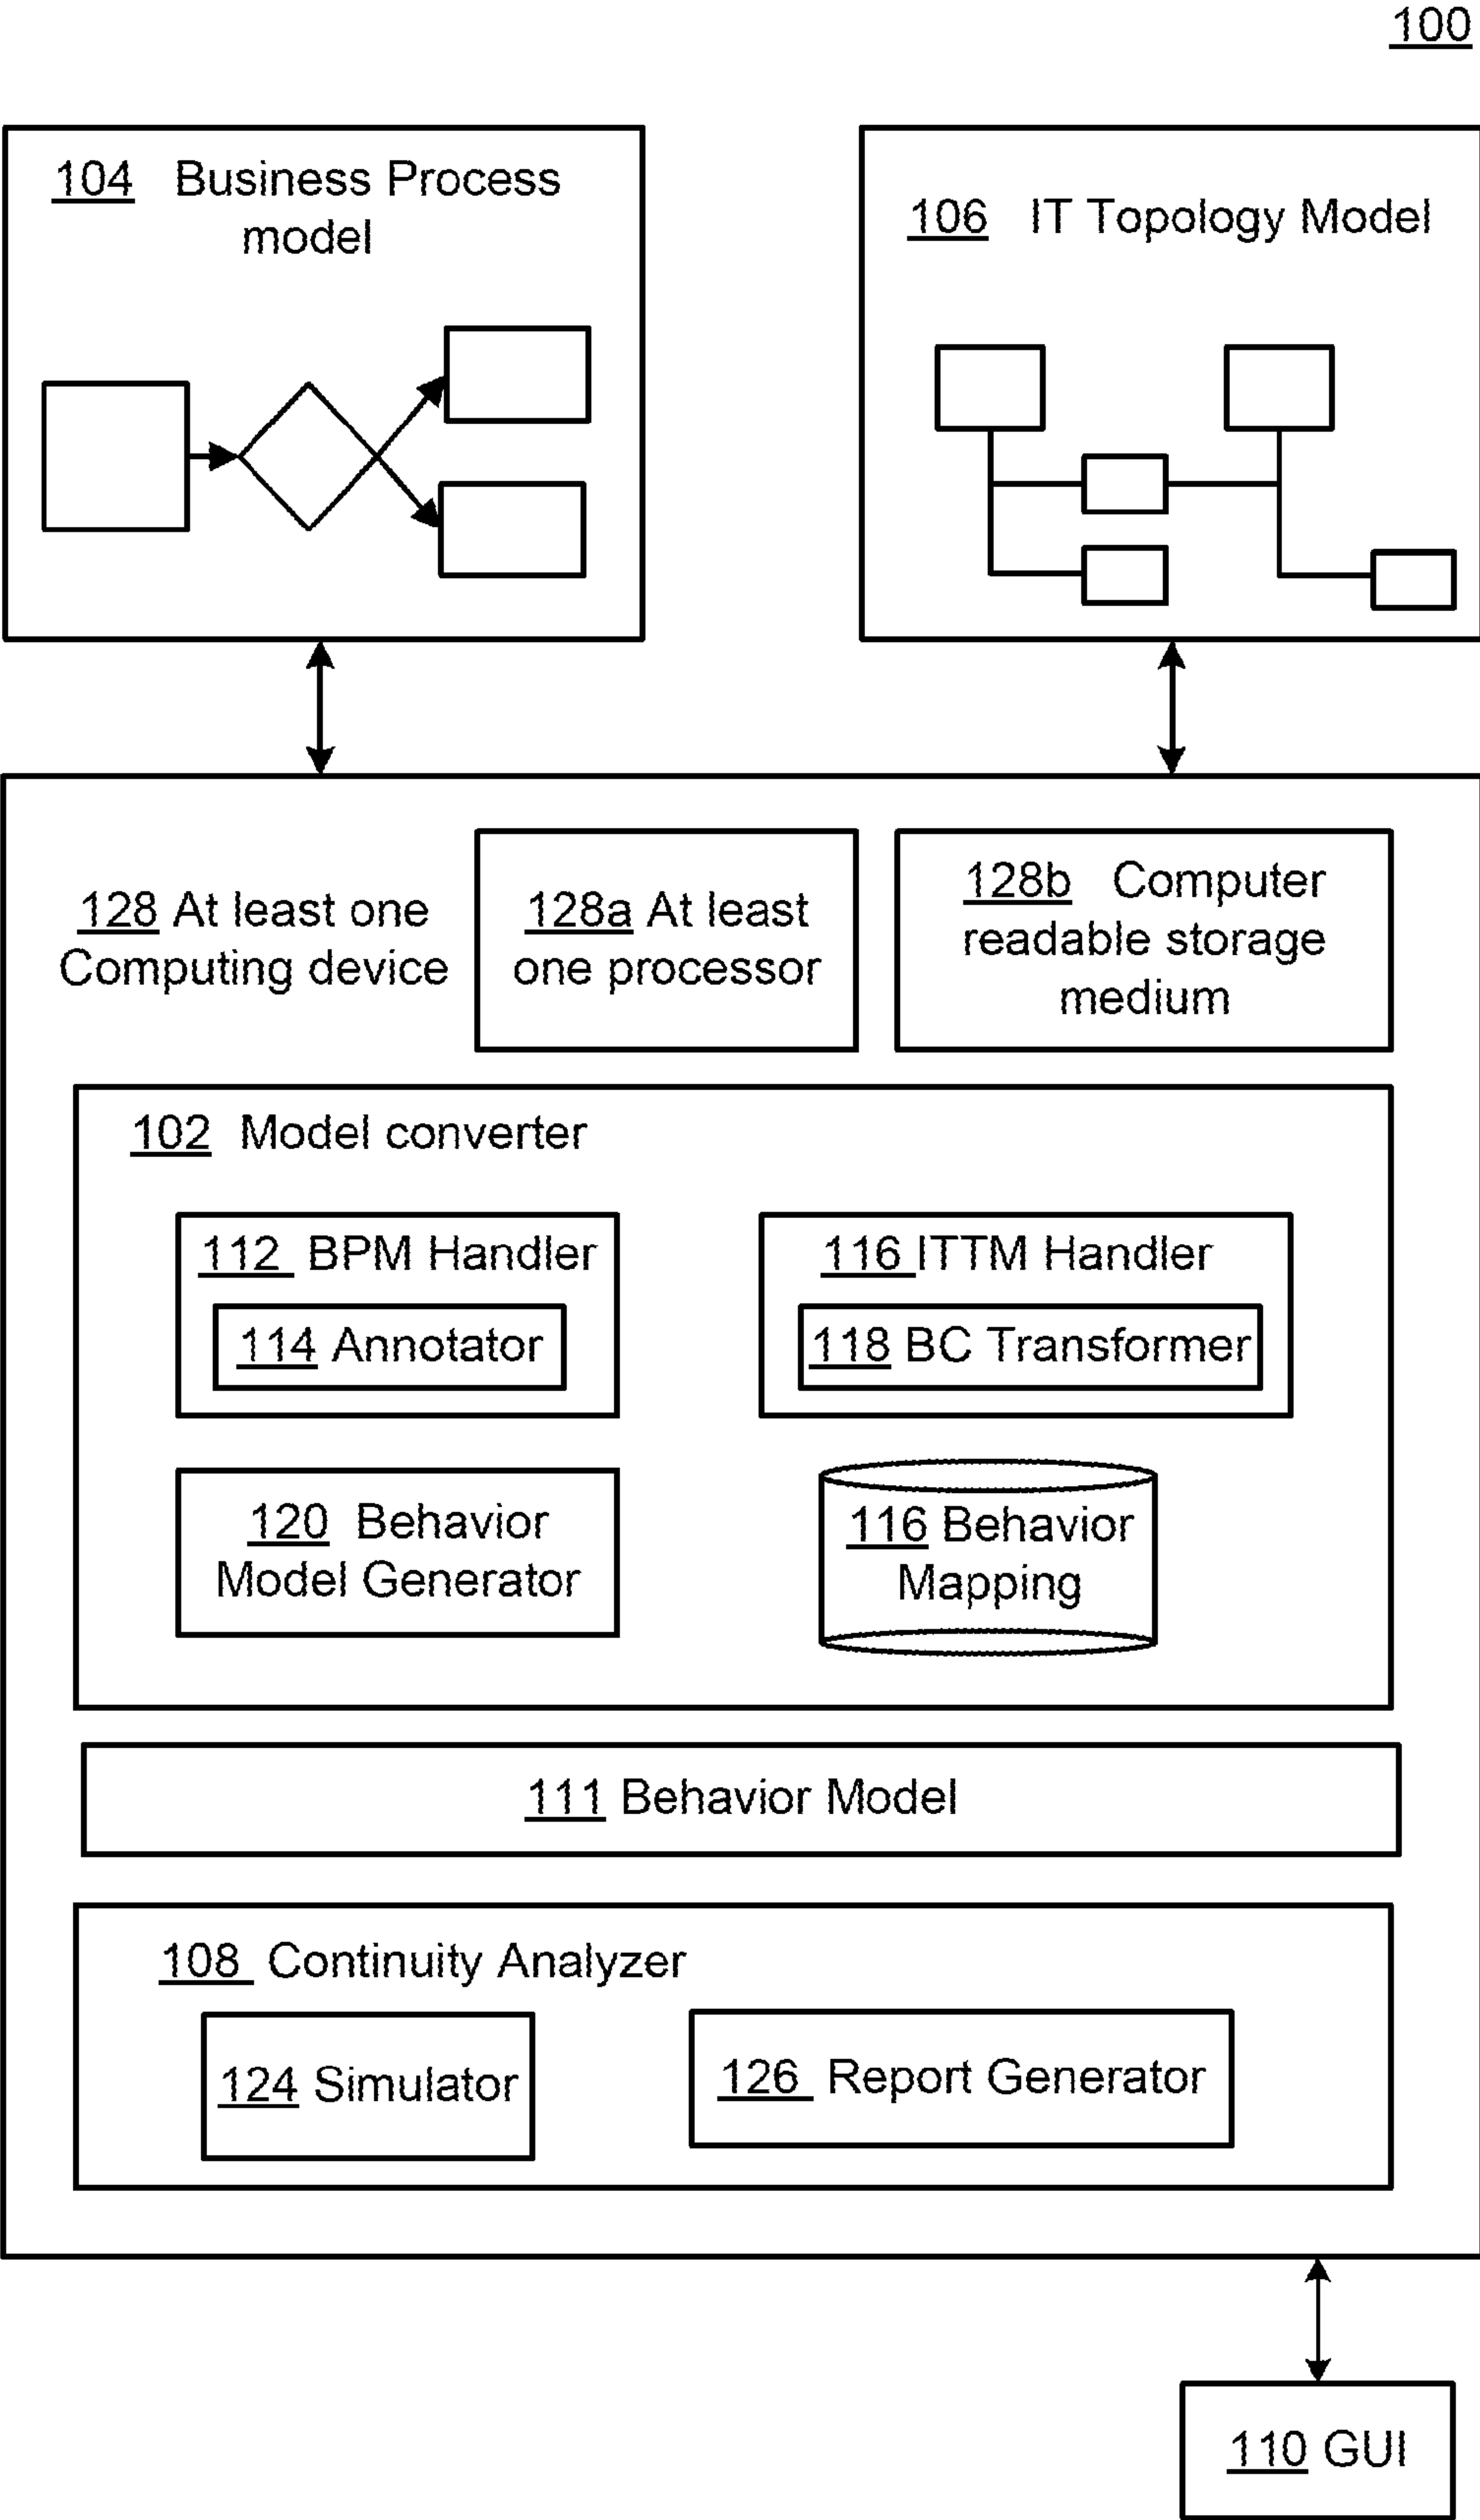 100
104 Business Process
model
106 IT Topology Model
128 At least one
Computing device
128a At least
one processor
128b Computer
readable storage
medium
102 Model converter
112 BPM Handler
114 Annotator
116 ITTM Handler
118 BC Transformer
120 Behavior
Model Generator
116 Behavior
Mapping
111 Behavior Model
108 Continuity Analyzer
124 Simulator
126 Report Generator
110 GUI